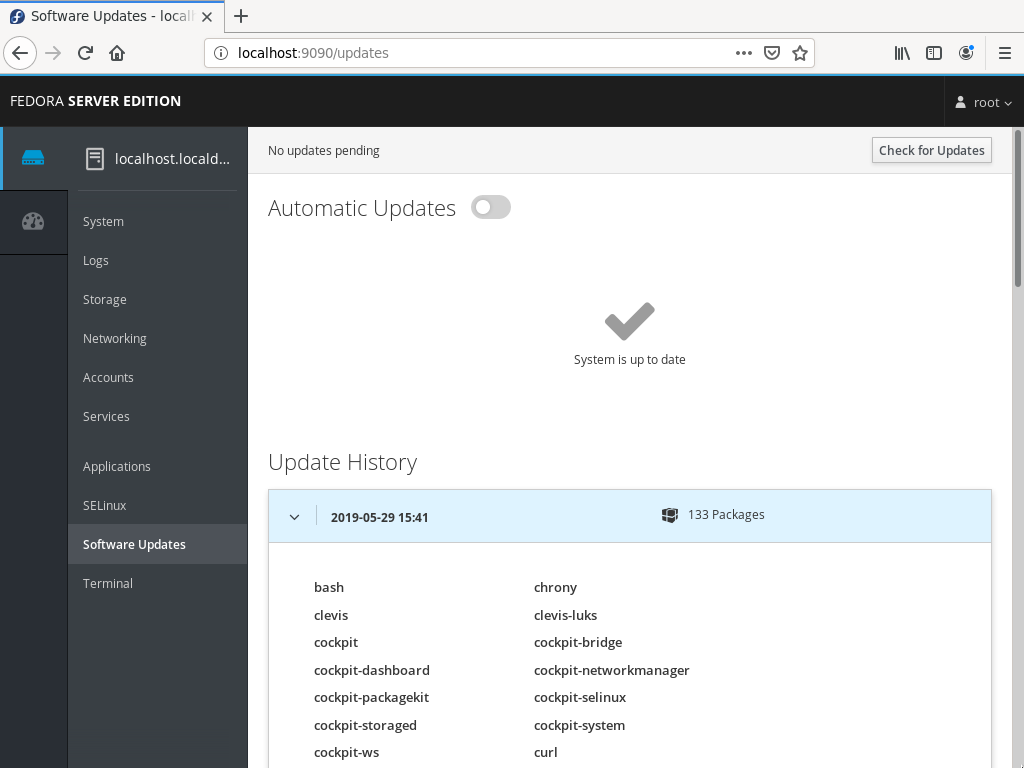 Software Updates - locall
localhost:9090/updates
FEDORA SERVER EDITION
root
localhost.locald...
System
Logs
Storage
Networking
Accounts
Services
Applications
SELinux
Software Updates
Terminal
No updates pending
Check for Updates
Automatic Updates
System is up to date
Update History
2019-05-29 15:41
133 Packages
bash chrony
clevis clevis-luks
cockpit cockpit-bridge
cockpit-dashboard cockpit-networkmanager
cockpit-packagekit cockpit-selinux
cockpit-storaged cockpit-system
cockpit-ws curl